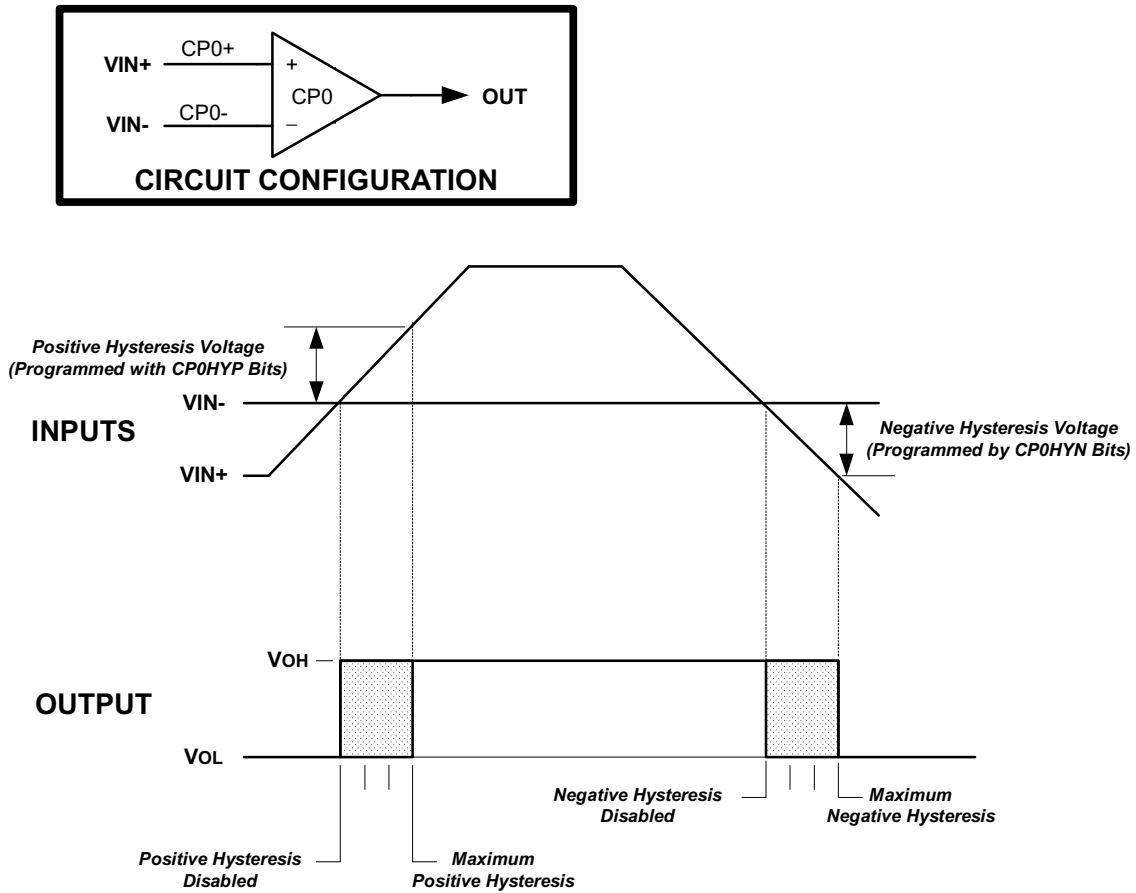 VIN+
CP0+
+
CP0
OUT
VIN-
CP0-
−
CIRCUIT CONFIGURATION
Positive Hysteresis Voltage
(Programmed with CP0HYP Bits)
VIN-
INPUTS
Negative Hysteresis Voltage
(Programmed by CP0HYN Bits)
VIN+
VOH
OUTPUT
VOL
Negative Hysteresis
Disabled
Maximum
Negative Hysteresis
Positive Hysteresis
Disabled
Maximum
Positive Hysteresis